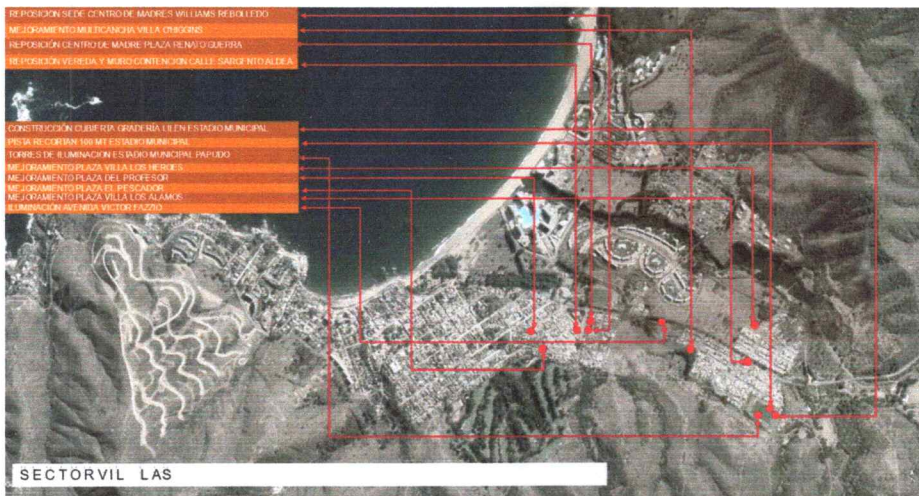 REPOSICIÓN SEDE CENTRO DE MADRES WILLIAMS REBOLLEDO
MEJORAMIENTO MULTICANCHA VILLA O'HIGGINS
REPOSICIÓN CENTRO DE MADRE PLAZA RENATO GUERRA
REPOSICIÓN VEREDA Y MURO CONTENCION CALLE SARGENTO ALDEA
CONSTRUCCIÓN CUBIERTA GRADERÍA LILEN ESTADIO MUNICIPAL
PISTA RECORTAN 100 MT ESTADIO MUNICIPAL
TORRES DE ILUMINACIÓN ESTADIO MUNICIPAL PAPUDO
MEJORAMIENTO PLAZA VILLA LOS HEROES
MEJORAMIENTO PLAZA DEL PROFESOR
MEJORAMIENTO PLAZA EL PESCADOR
MEJORAMIENTO PLAZA VILLA LOS ALAMOS
ILUMINACIÓN AVENIDA VICTOR FAZZIO
SECTORVIL LAS